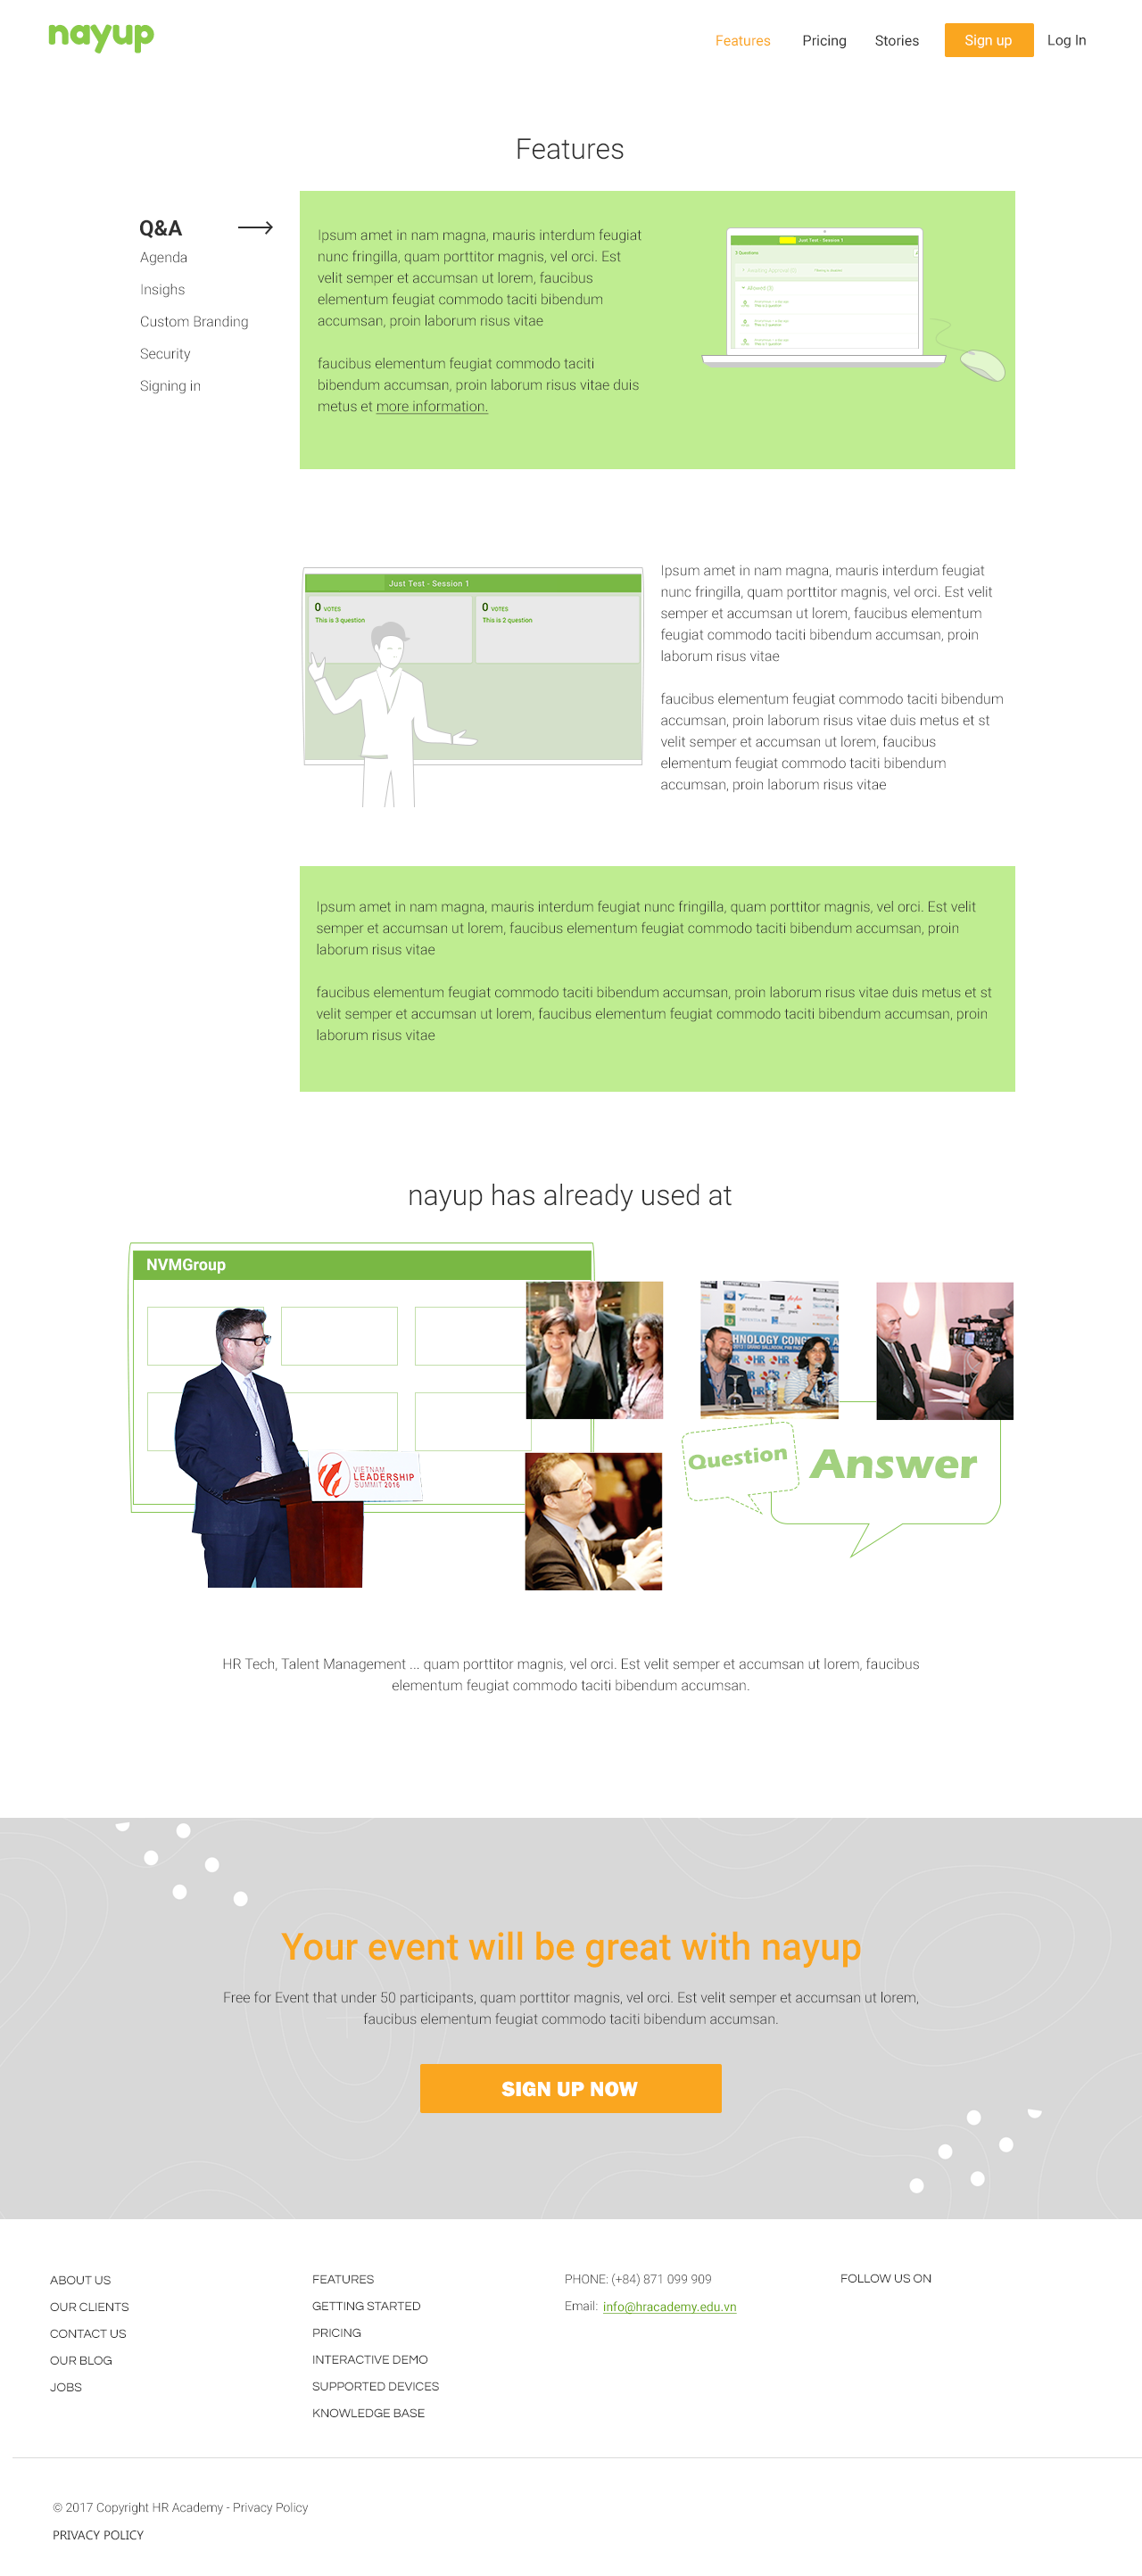 nayup
Features
Pricing
Stories
Sign up
Log In
Features
Q&A
Agenda
Insighs
Custom Branding
Security
Signing in
Ipsum amet in nam magna, mauris interdum feugiat
nunc fringilla, quam porttitor magnis, vel orci. Est
velit semper et accumsan ut lorem, faucibus
elementum feugiat commodo taciti bibendum
accumsan, proin laborum risus vitae
faucibus elementum feugiat commodo taciti
bibendum accumsan, proin laborum risus vitae duis
metus et more information.
Just Test - Session 1
3 Questions
Allowed (3)
Just Test - Session 1
0 VOTES
This is 3 question
0 VOTES
This is 2 question
Ipsum amet in nam magna, mauris interdum feugiat
nunc fringilla, quam porttitor magnis, vel orci. Est velit
semper et accumsan ut lorem, faucibus elementum
feugiat commodo taciti bibendum accumsan, proin
laborum risus vitae
faucibus elementum feugiat commodo taciti bibendum
accumsan, proin laborum risus vitae duis metus et st
velit semper et accumsan ut lorem, faucibus
elementum feugiat commodo taciti bibendum
accumsan, proin laborum risus vitae
Ipsum amet in nam magna, mauris interdum feugiat nunc fringilla, quam porttitor magnis, vel orci. Est velit
semper et accumsan ut lorem, faucibus elementum feugiat commodo taciti bibendum accumsan, proin
laborum risus vitae
faucibus elementum feugiat commodo taciti bibendum accumsan, proin laborum risus vitae duis metus et st
velit semper et accumsan ut lorem, faucibus elementum feugiat commodo taciti bibendum accumsan, proin
laborum risus vitae
nayup has already used at
NVMGroup
VIETNAM
LEADERSHIP
SUMMIT 2016
Question
Answer
HR Tech, Talent Management ... quam porttitor magnis, vel orci. Est velit semper et accumsan ut lorem, faucibus
elementum feugiat commodo taciti bibendum accumsan.
Your event will be great with nayup
Free for Event that under 50 participants, quam porttitor magnis, vel orci. Est velit semper et accumsan ut lorem,
faucibus elementum feugiat commodo taciti bibendum accumsan.
SIGN UP NOW
ABOUT US
OUR CLIENTS
CONTACT US
OUR BLOG
JOBS
FEATURES
GETTING STARTED
PRICING
INTERACTIVE DEMO
SUPPORTED DEVICES
KNOWLEDGE BASE
PHONE: (+84) 871 099 909
Email: info@hracademy.edu.vn
FOLLOW US ON
© 2017 Copyright HR Academy - Privacy Policy
PRIVACY POLICY